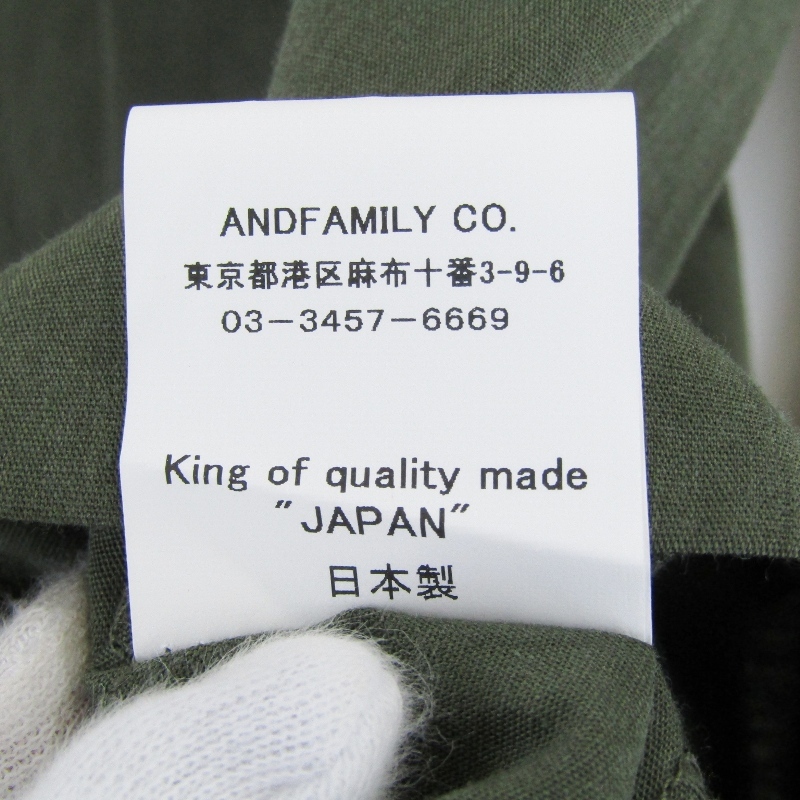 ANDFAMILY CO.
東京都港区麻布十番3-9-6
03-3457-6669
King of quality made
"JAPAN"
日本製